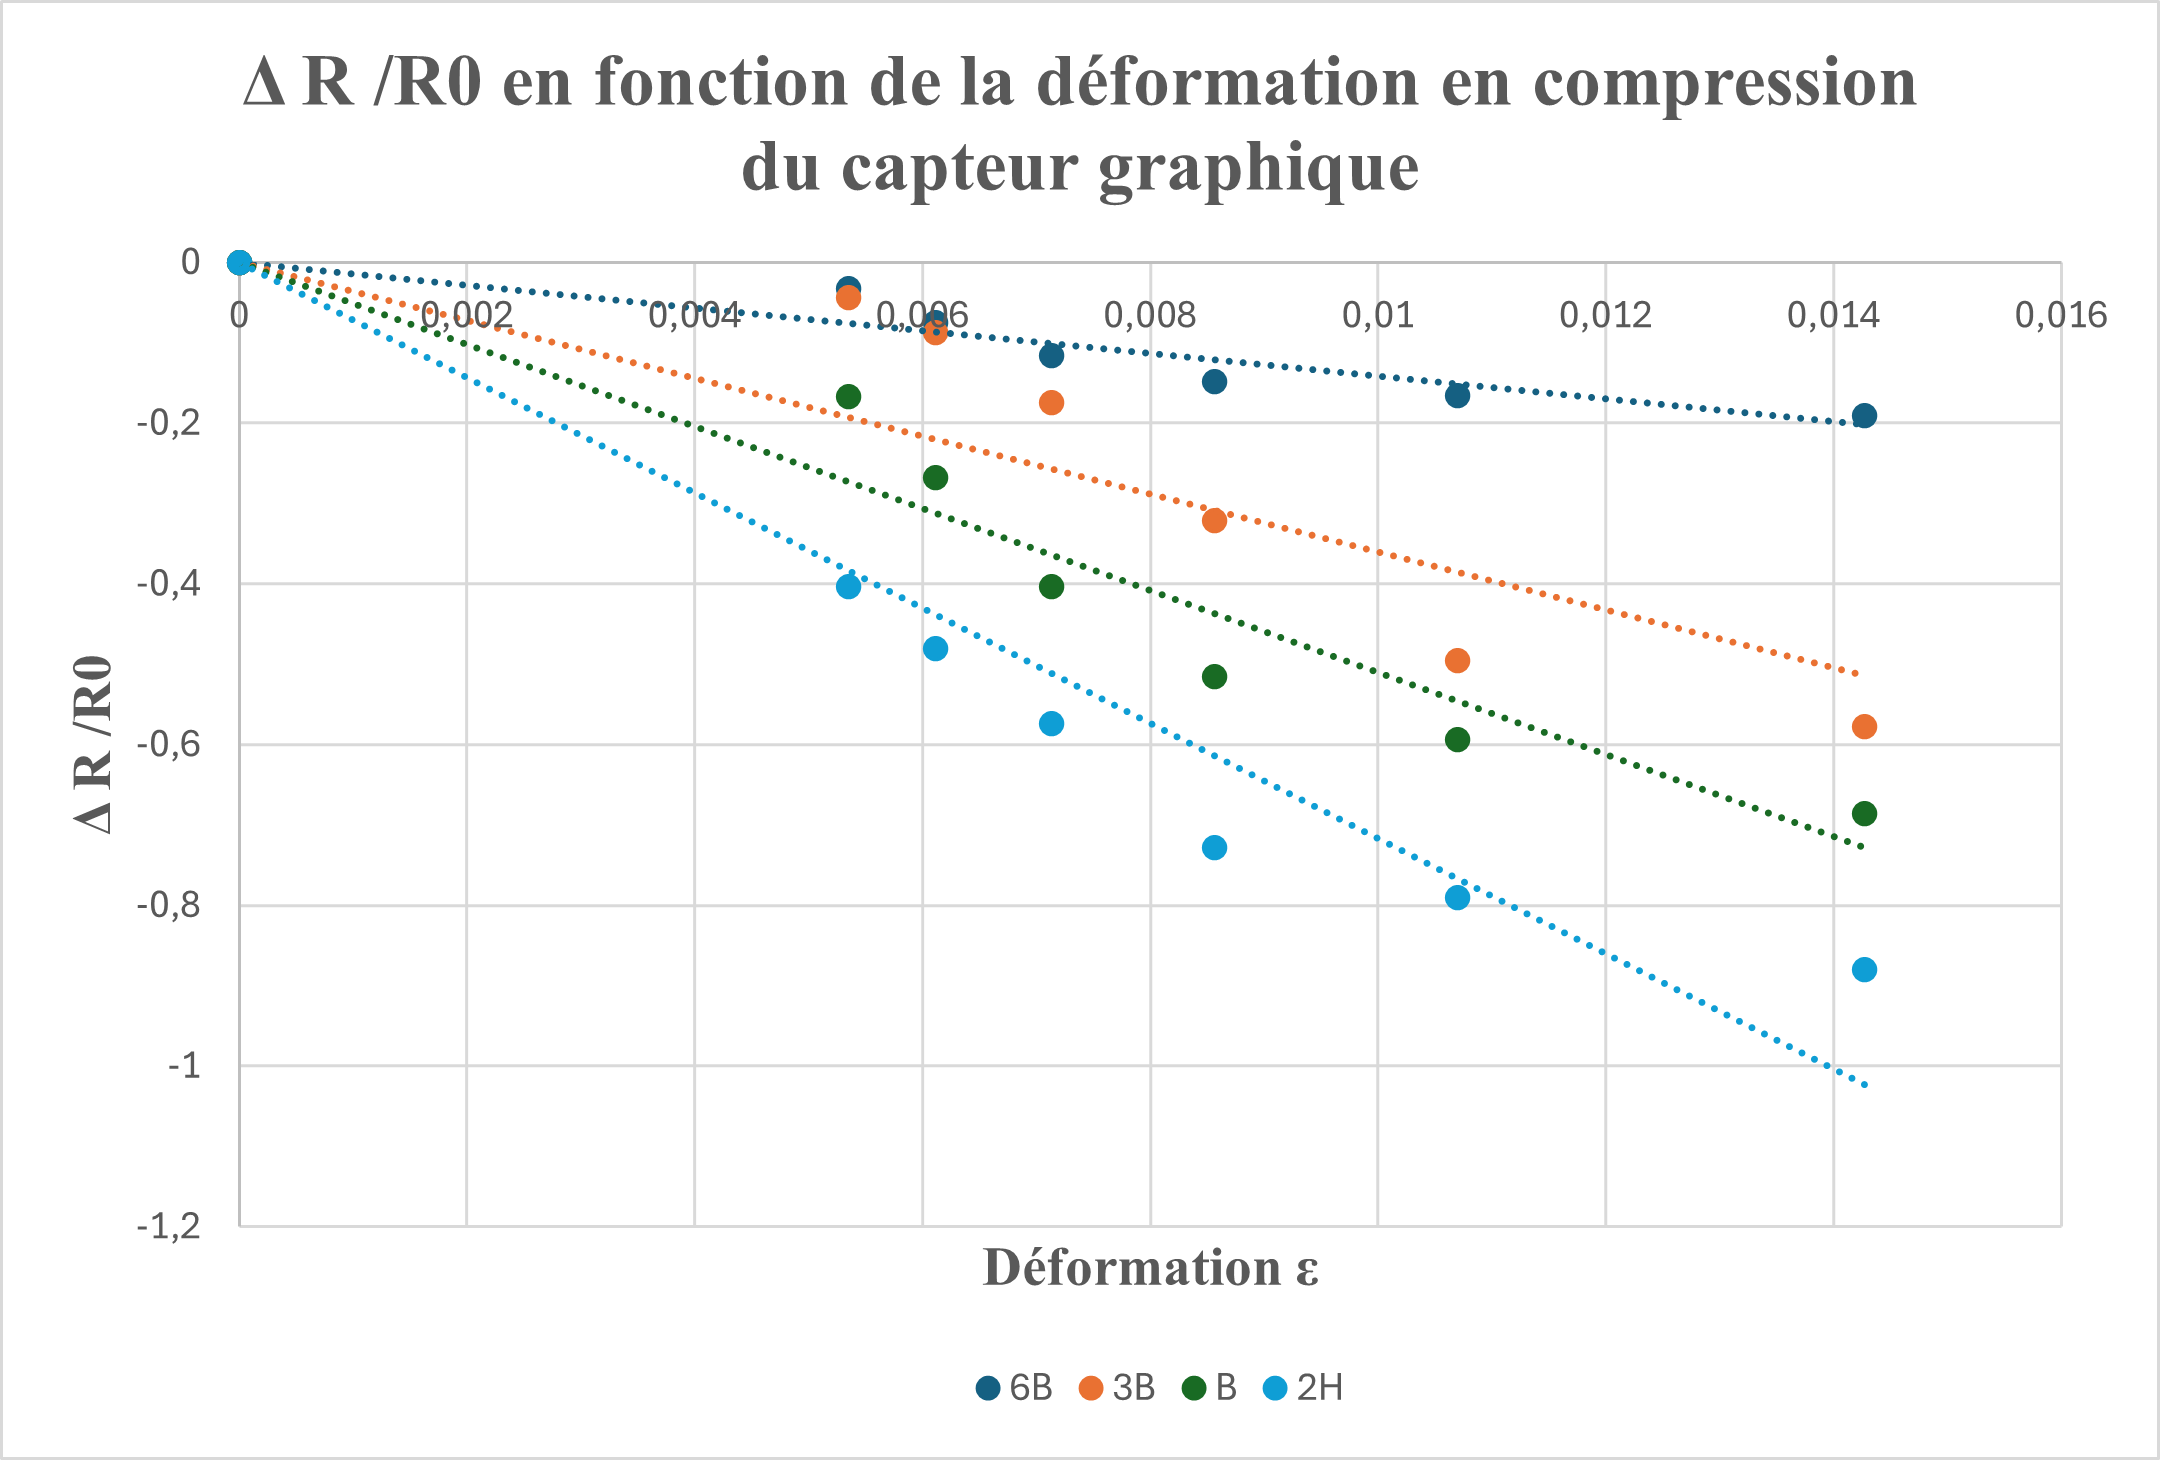 Δ R /R0 en fonction de la déformation en compression
du capteur graphique
0
0 0,002 0,004 0,006 0,008 0,01 0,012 0,014 0,016
-0,2
-0,4
-0,6
-0,8
-1
-1,2
Δ R /R0
Déformation ε
6B 3B B 2H